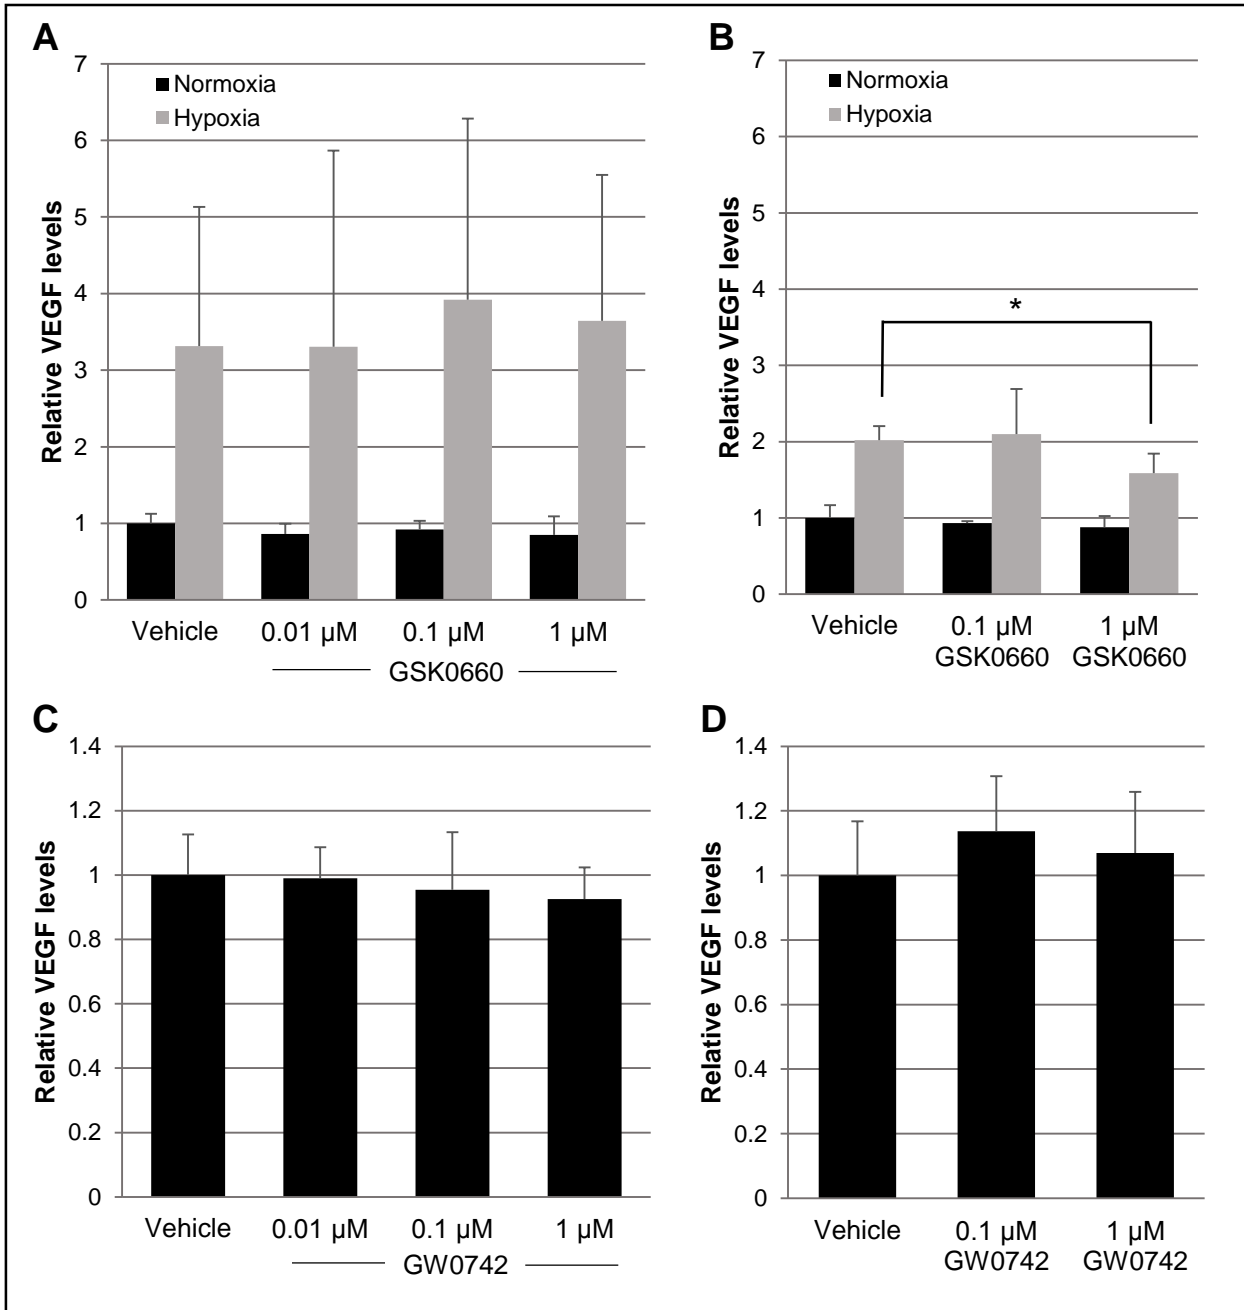 A
7
6
5
4
3
2
1
0
Relative VEGF levels
Normoxia
Hypoxia
Vehicle 0.01 µM 0.1 µM 1 µM
GSK0660
B
7
6
5
4
3
2
1
0
Relative VEGF levels
Normoxia
Hypoxia
*
Vehicle 0.1 µM 1 µM
GSK0660 GSK0660
C
1.4
1.2
1
0.8
0.6
0.4
0.2
0
Relative VEGF levels
Vehicle 0.01 µM 0.1 µM 1 µM
GW0742
D
1.4
1.2
1
0.8
0.6
0.4
0.2
0
Relative VEGF levels
Vehicle 0.1 µM 1 µM
GW0742 GW0742